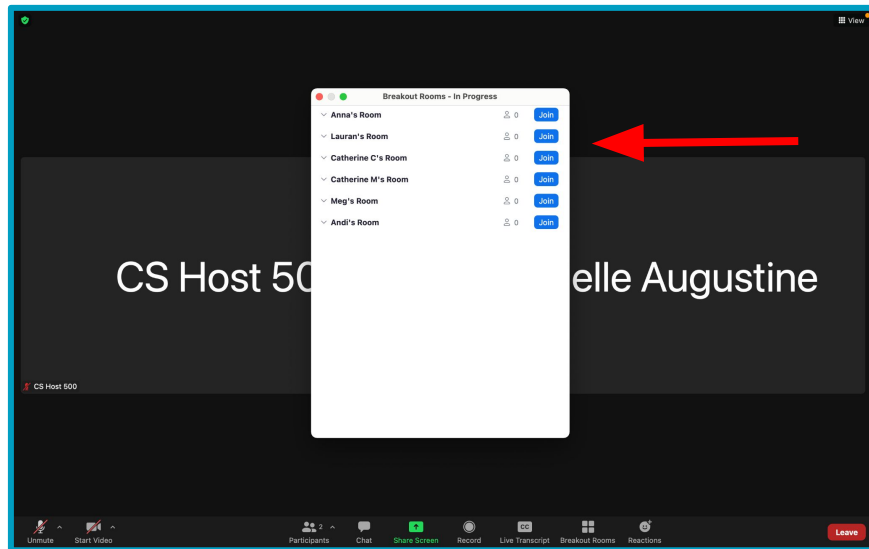 View
Breakout Rooms - In Progress
Anna's Room 0 Join
Lauran's Room 0 Join
Catherine C's Room 0 Join
Catherine M's Room 0 Join
Meg's Room 0 Join
Andi's Room 0 Join
CS Host 50 elle Augustine
CS Host 500
Unmute Start Video Participants 2 Chat Share Screen Record CC Live Transcript Breakout Rooms Reactions Leave